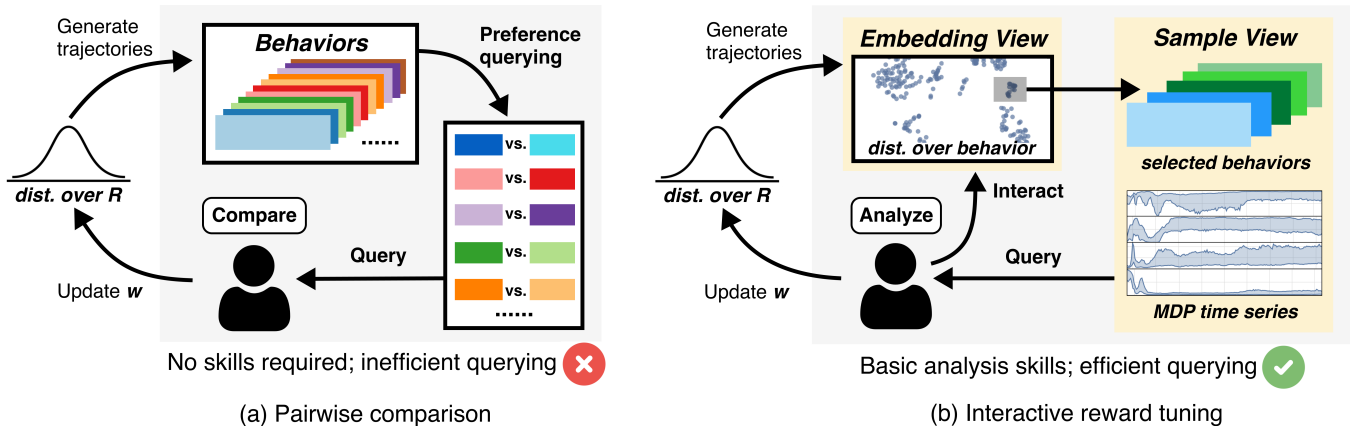 Generate
trajectories
Behaviors
......
Preference
querying
vs.
vs.
vs.
vs.
vs.
......
dist. over R
Compare
Query
Update w
No skills required; inefficient querying
(a) Pairwise comparison
Generate
trajectories
Embedding View
dist. over behavior
Sample View
selected behaviors
MDP time series
Interact
dist. over R
Analyze
Query
Update w
Basic analysis skills; efficient querying
(b) Interactive reward tuning